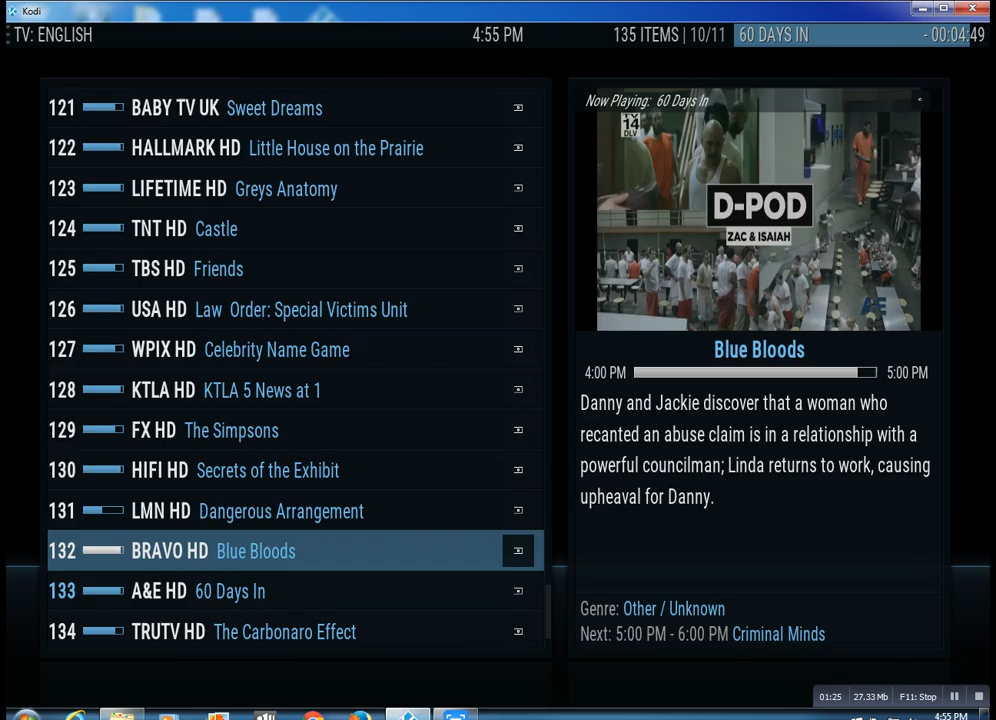 Kodi
TV: ENGLISH
4:55 PM
135 ITEMS | 10/11
60 DAYS IN
- 00:04:49
121 BABY TV UK Sweet Dreams
122 HALLMARK HD Little House on the Prairie
123 LIFETIME HD Greys Anatomy
124 TNT HD Castle
125 TBS HD Friends
126 USA HD Law Order: Special Victims Unit
127 WPIX HD Celebrity Name Game
128 KTLA HD KTLA 5 News at 1
129 FX HD The Simpsons
130 HIFI HD Secrets of the Exhibit
131 LMN HD Dangerous Arrangement
132 BRAVO HD Blue Bloods
133 A&E HD 60 Days In
134 TRUTV HD The Carbonaro Effect
Now Playing: 60 Days In
TV
14
DLV
D-POD
ZAC & ISAIAH
A&E
Blue Bloods
4:00 PM
5:00 PM
Danny and Jackie discover that a woman who
recanted an abuse claim is in a relationship with a
powerful councilman; Linda returns to work, causing
upheaval for Danny.
Genre: Other / Unknown
Next: 5:00 PM - 6:00 PM Criminal Minds
01:25
27.33 Mb
F11: Stop
4:55 PM